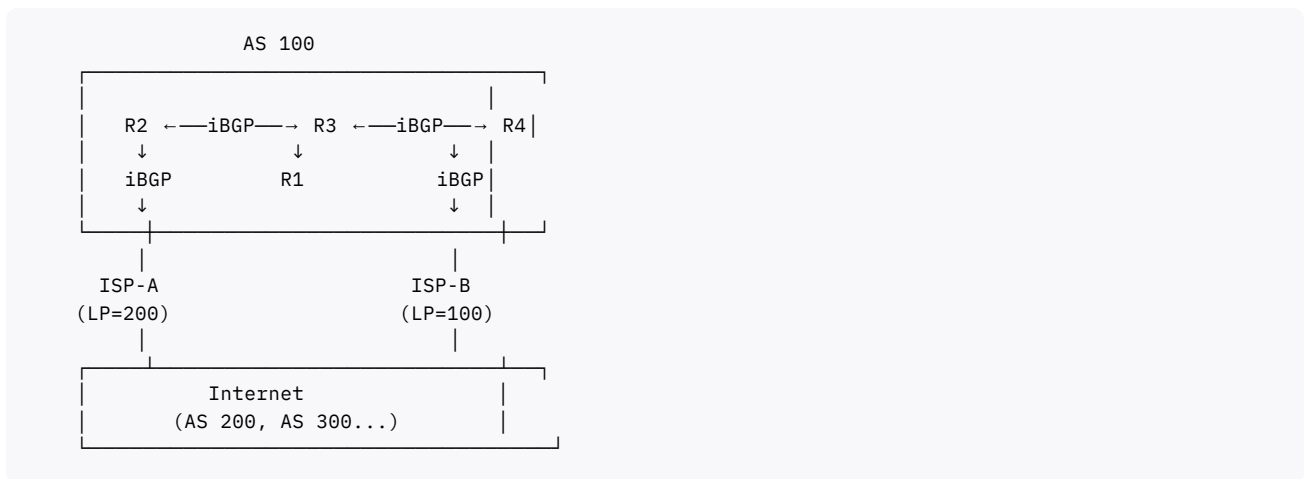 AS 100
R2 ←──iBGP──→ R3 ←──iBGP──→ R4
↓ ↓ ↓
iBGP R1 iBGP
↓ ↓
ISP-A ISP-B
(LP=200) (LP=100)
Internet
(AS 200, AS 300...)